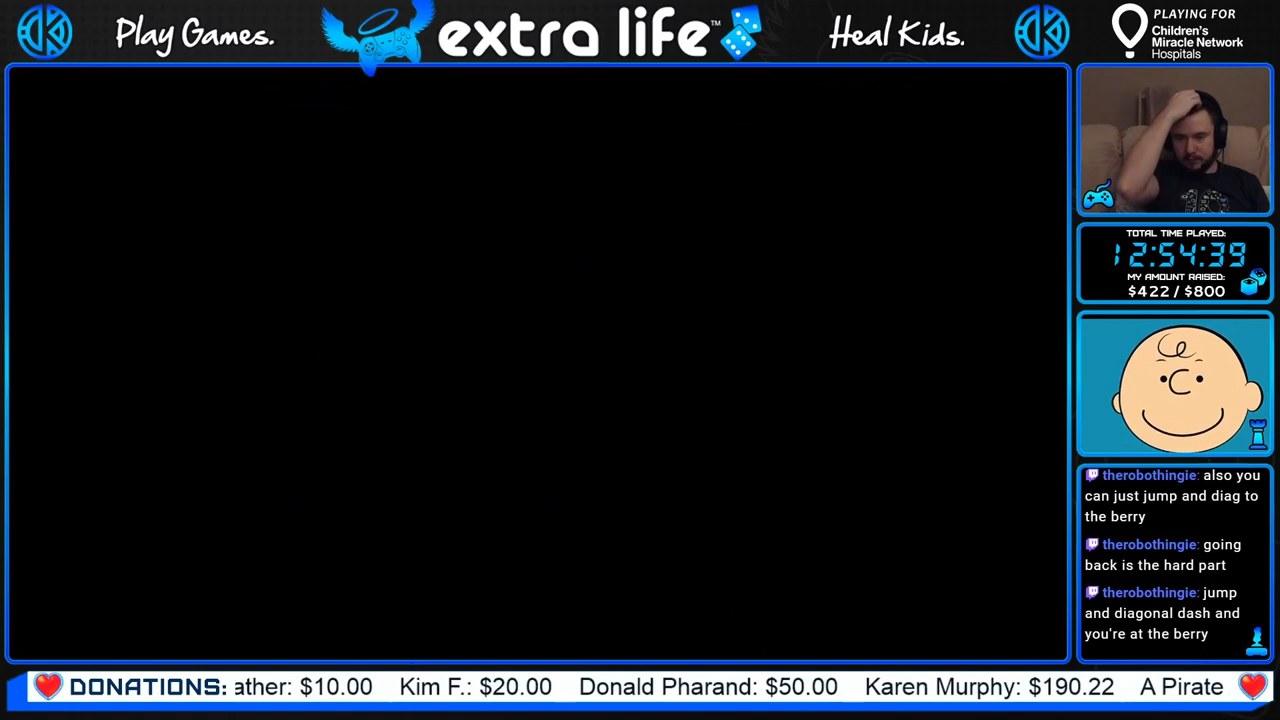 Play Games.
extra life™
Heal Kids.
PLAYING FOR
Children's
Miracle Network
Hospitals
TOTAL TIME PLAYED:
12:54:39
MY AMOUNT RAISED:
$422 / $800
therobothingie: also you
can just jump and diag to
the berry
therobothingie: going
back is the hard part
therobothingie: jump
and diagonal dash and
you're at the berry
DONATIONS: ather: $10.00 Kim F.: $20.00 Donald Pharand: $50.00 Karen Murphy: $190.22 A Pirate